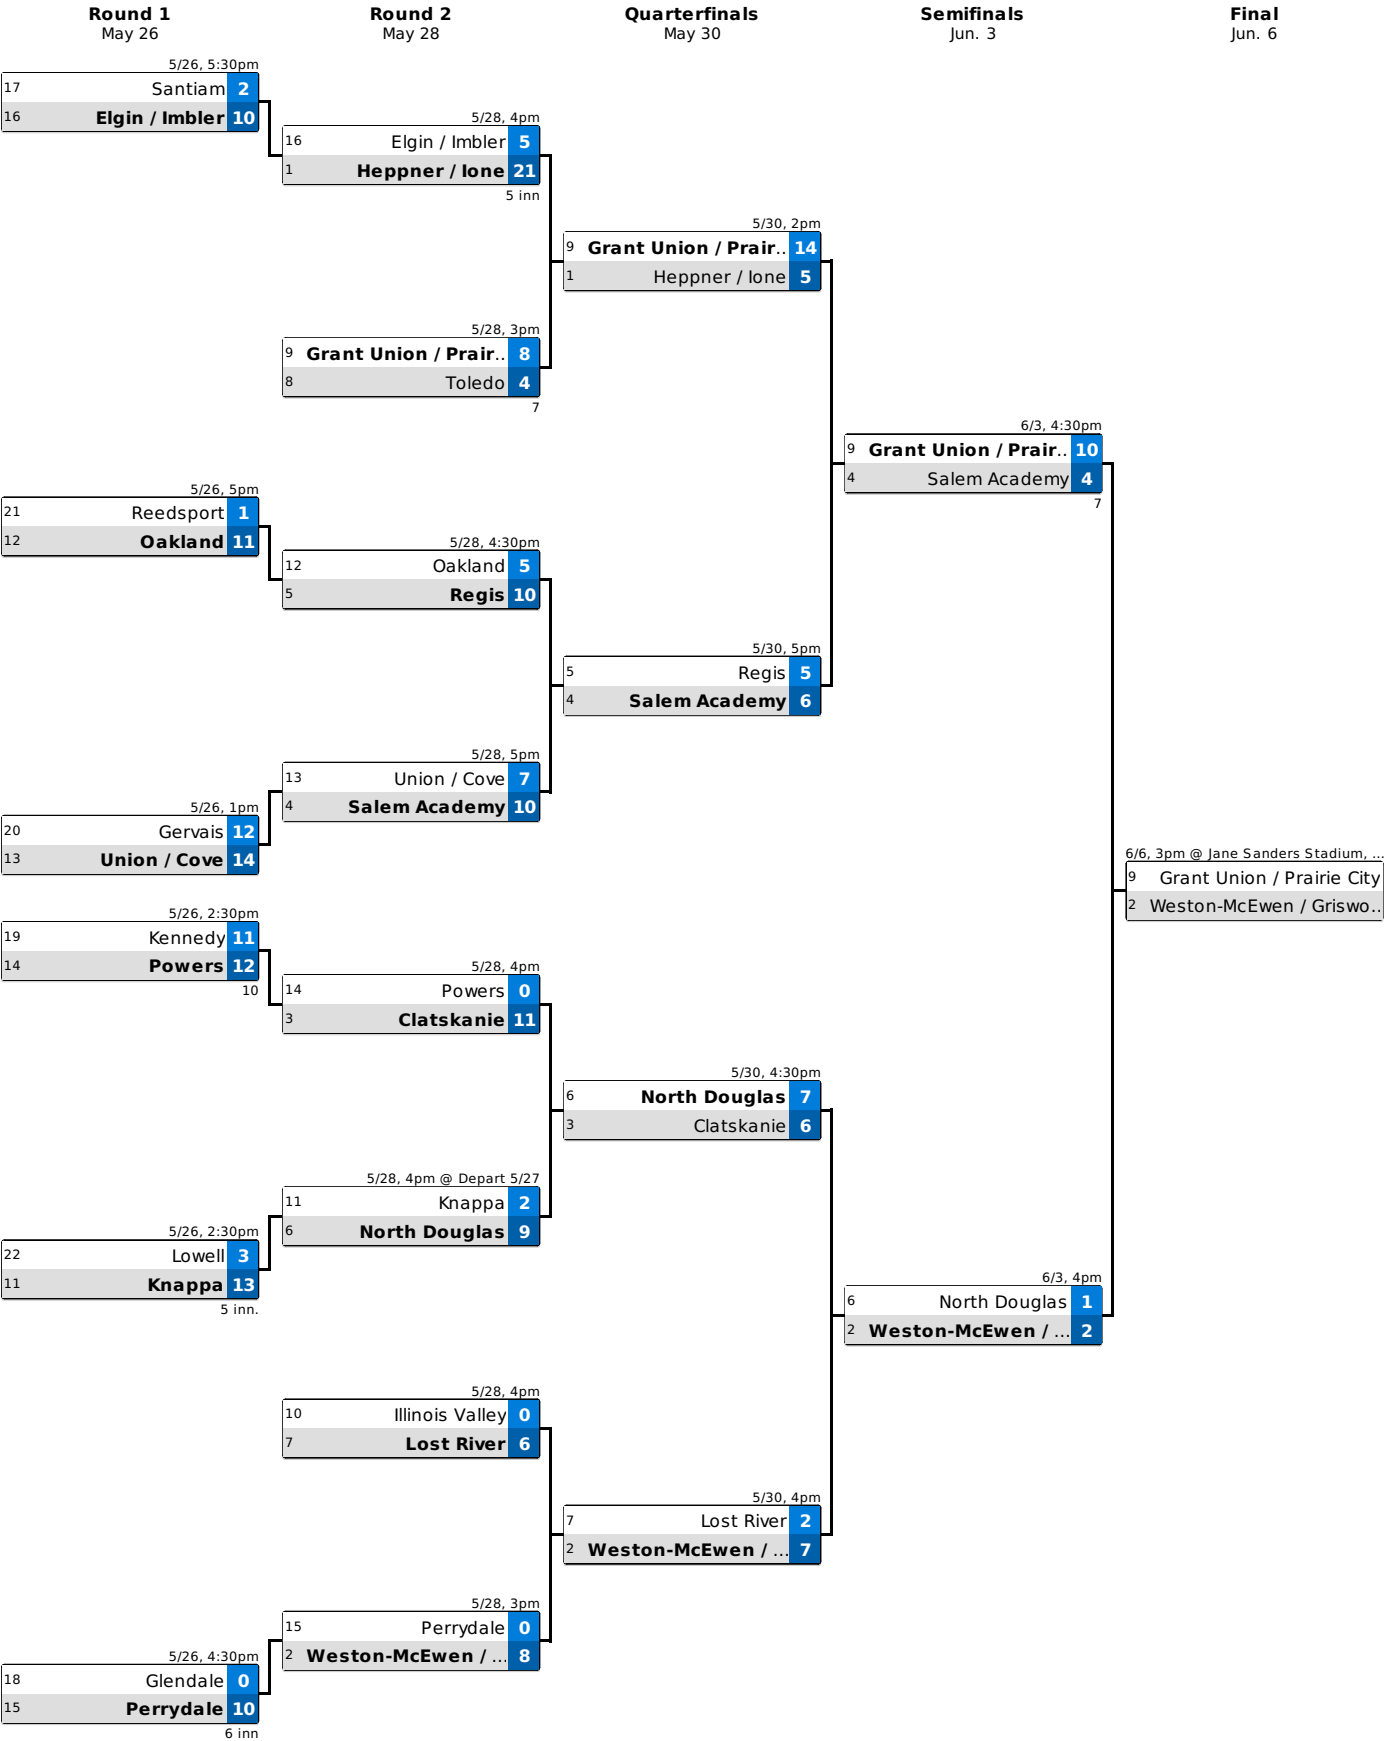 Round 1
May 26
Round 2
May 28
Quarterfinals
May 30
Semifinals
Jun. 3
Final
Jun. 6
5/26, 5:30pm
17 Santiam 2
16 Elgin / Imbler 10
5/26, 5pm
21 Reedsport 1
12 Oakland 11
5/26, 1pm
20 Gervais 12
13 Union / Cove 14
5/26, 2:30pm
19 Kennedy 11
14 Powers 12
10
5/26, 2:30pm
22 Lowell 3
11 Knappa 13
5 inn.
5/26, 4:30pm
18 Glendale 0
15 Perrydale 10
6 inn
5/28, 4pm
16 Elgin / Imbler 5
1 Heppner / Ione 21
5 inn
5/28, 3pm
9 Grant Union / Prair.. 8
8 Toledo 4
7
5/28, 4:30pm
12 Oakland 5
5 Regis 10
5/28, 5pm
13 Union / Cove 7
4 Salem Academy 10
5/28, 4pm
14 Powers 0
3 Clatskanie 11
5/28, 4pm @ Depart 5/27
11 Knappa 2
6 North Douglas 9
5/28, 4pm
10 Illinois Valley 0
7 Lost River 6
5/28, 3pm
15 Perrydale 0
2 Weston-McEwen / ... 8
5/30, 2pm
9 Grant Union / Prair.. 14
1 Heppner / Ione 5
5/30, 5pm
5 Regis 5
4 Salem Academy 6
5/30, 4:30pm
6 North Douglas 7
3 Clatskanie 6
5/30, 4pm
7 Lost River 2
2 Weston-McEwen / ... 7
6/3, 4:30pm
9 Grant Union / Prair.. 10
4 Salem Academy 4
7
6/3, 4pm
6 North Douglas 1
2 Weston-McEwen / ... 2
6/6, 3pm @ Jane Sanders Stadium, ...
9 Grant Union / Prairie City
2 Weston-McEwen / Griswo..